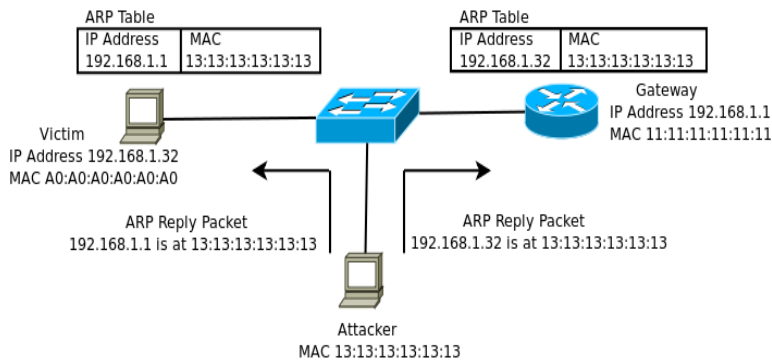 ARP Table
IP Address MAC
192.168.1.1 13:13:13:13:13:13
ARP Table
IP Address MAC
192.168.1.32 13:13:13:13:13:13
Victim
IP Address 192.168.1.32
MAC A0:A0:A0:A0:A0:A0
Gateway
IP Address 192.168.1.1
MAC 11:11:11:11:11:11
ARP Reply Packet
192.168.1.1 is at 13:13:13:13:13:13
ARP Reply Packet
192.168.1.32 is at 13:13:13:13:13:13
Attacker
MAC 13:13:13:13:13:13